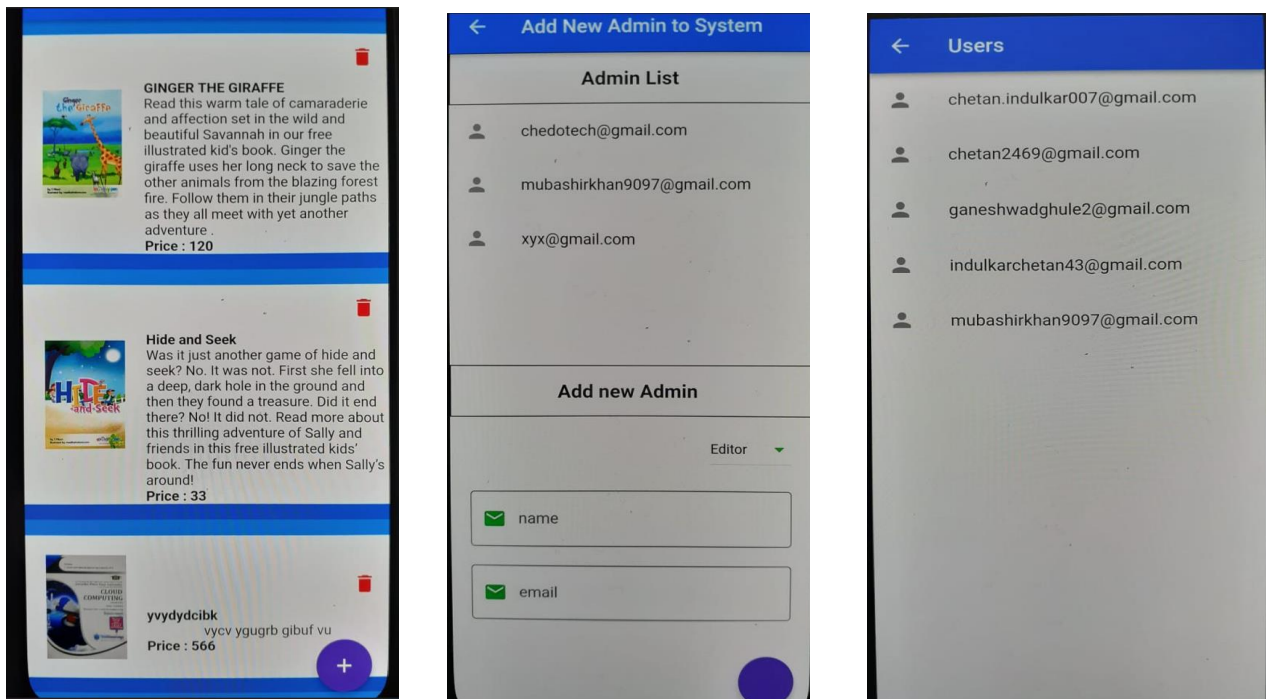 Ginger
the Giraffe
GINGER THE GIRAFFE
Read this warm tale of camaraderie
and affection set in the wild and
beautiful Savannah in our free
illustrated kid's book. Ginger the
giraffe uses her long neck to save the
other animals from the blazing forest
fire. Follow them in their jungle paths
as they all meet with yet another
adventure .
Price : 120
HIDE
-and-Seek
Hide and Seek
Was it just another game of hide and
seek? No. It was not. First she fell into
a deep, dark hole in the ground and
then they found a treasure. Did it end
there? No! It did not. Read more about
this thrilling adventure of Sally and
friends in this free illustrated kids'
book. The fun never ends when Sally's
around!
Price : 33
CLOUD
COMPUTING
yvydydcibk
vycv ygugrb gibuf vu
Price : 566
+
Add New Admin to System
Admin List
chedotech@gmail.com
mubashirkhan9097@gmail.com
xyx@gmail.com
Add new Admin
Editor
name
email
Users
chetan.indulkar007@gmail.com
chetan2469@gmail.com
ganeshwadghule2@gmail.com
indulkarchetan43@gmail.com
mubashirkhan9097@gmail.com